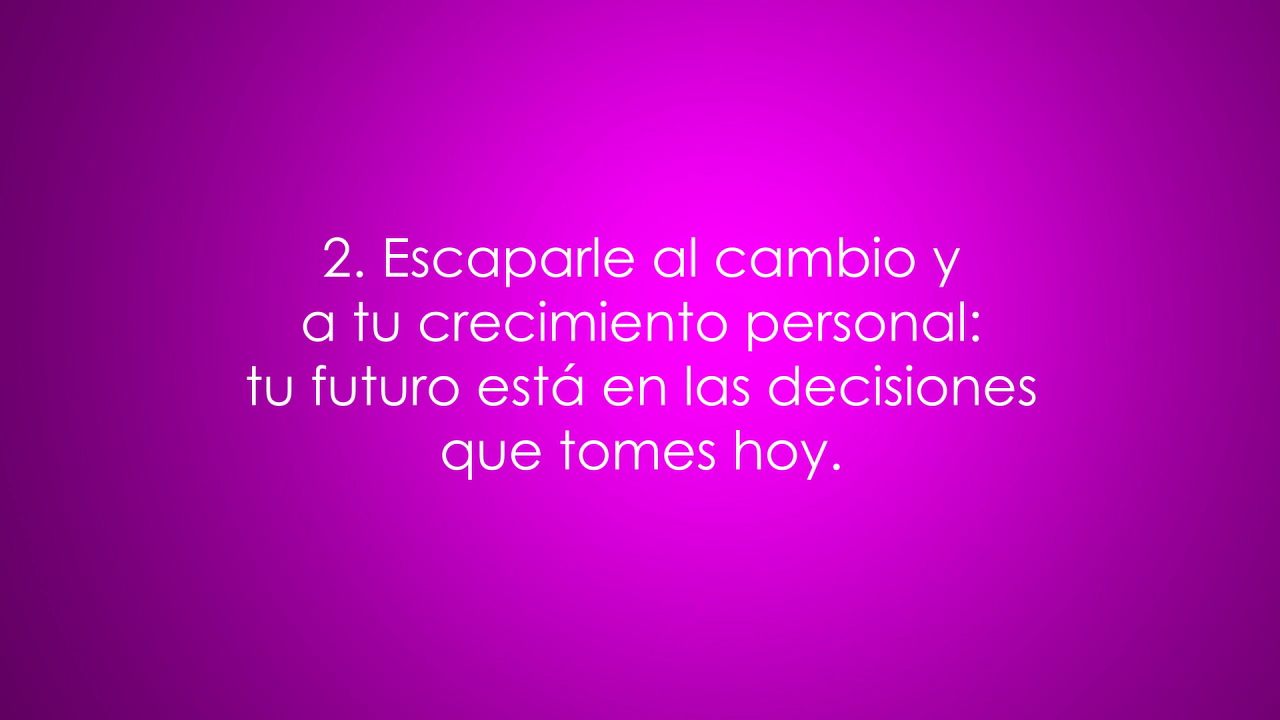 2. Escaparle al cambio y
a tu crecimiento personal:
tu futuro está en las decisiones
que tomes hoy.